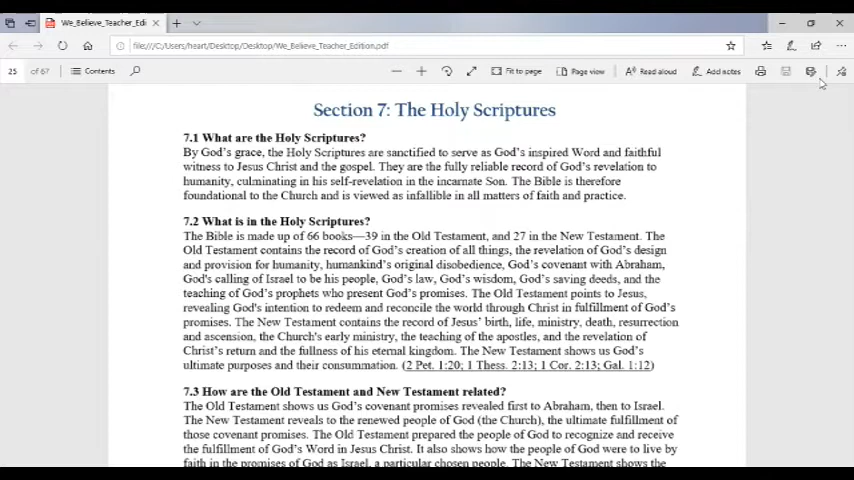 We_Believe_Teacher_Edi
file:///C:/Users/heart/Desktop/Desktop/We_Believe_Teacher_Edition.pdf
25 of 67 Contents Fit to page Page view Read aloud Add notes
Section 7: The Holy Scriptures
7.1 What are the Holy Scriptures?
By God's grace, the Holy Scriptures are sanctified to serve as God's inspired Word and faithful
witness to Jesus Christ and the gospel. They are the fully reliable record of God's revelation to
humanity, culminating in his self-revelation in the incarnate Son. The Bible is therefore
foundational to the Church and is viewed as infallible in all matters of faith and practice.
7.2 What is in the Holy Scriptures?
The Bible is made up of 66 books—39 in the Old Testament, and 27 in the New Testament. The
Old Testament contains the record of God's creation of all things, the revelation of God's design
and provision for humanity, humankind's original disobedience, God's covenant with Abraham,
God's calling of Israel to be his people, God's law, God's wisdom, God's saving deeds, and the
teaching of God's prophets who present God's promises. The Old Testament points to Jesus,
revealing God's intention to redeem and reconcile the world through Christ in fulfillment of God's
promises. The New Testament contains the record of Jesus' birth, life, ministry, death, resurrection
and ascension, the Church's early ministry, the teaching of the apostles, and the revelation of
Christ's return and the fullness of his eternal kingdom. The New Testament shows us God's
ultimate purposes and their consummation. (2 Pet. 1:20; 1 Thess. 2:13; 1 Cor. 2:13; Gal. 1:12)
7.3 How are the Old Testament and New Testament related?
The Old Testament shows us God's covenant promises revealed first to Abraham, then to Israel.
The New Testament reveals to the renewed people of God (the Church), the ultimate fulfillment of
those covenant promises. The Old Testament prepared the people of God to recognize and receive
the fulfillment of God's Word in Jesus Christ. It also shows how the people of God were to live by
faith in the promises of God as Israel, a particular chosen people. The New Testament shows the